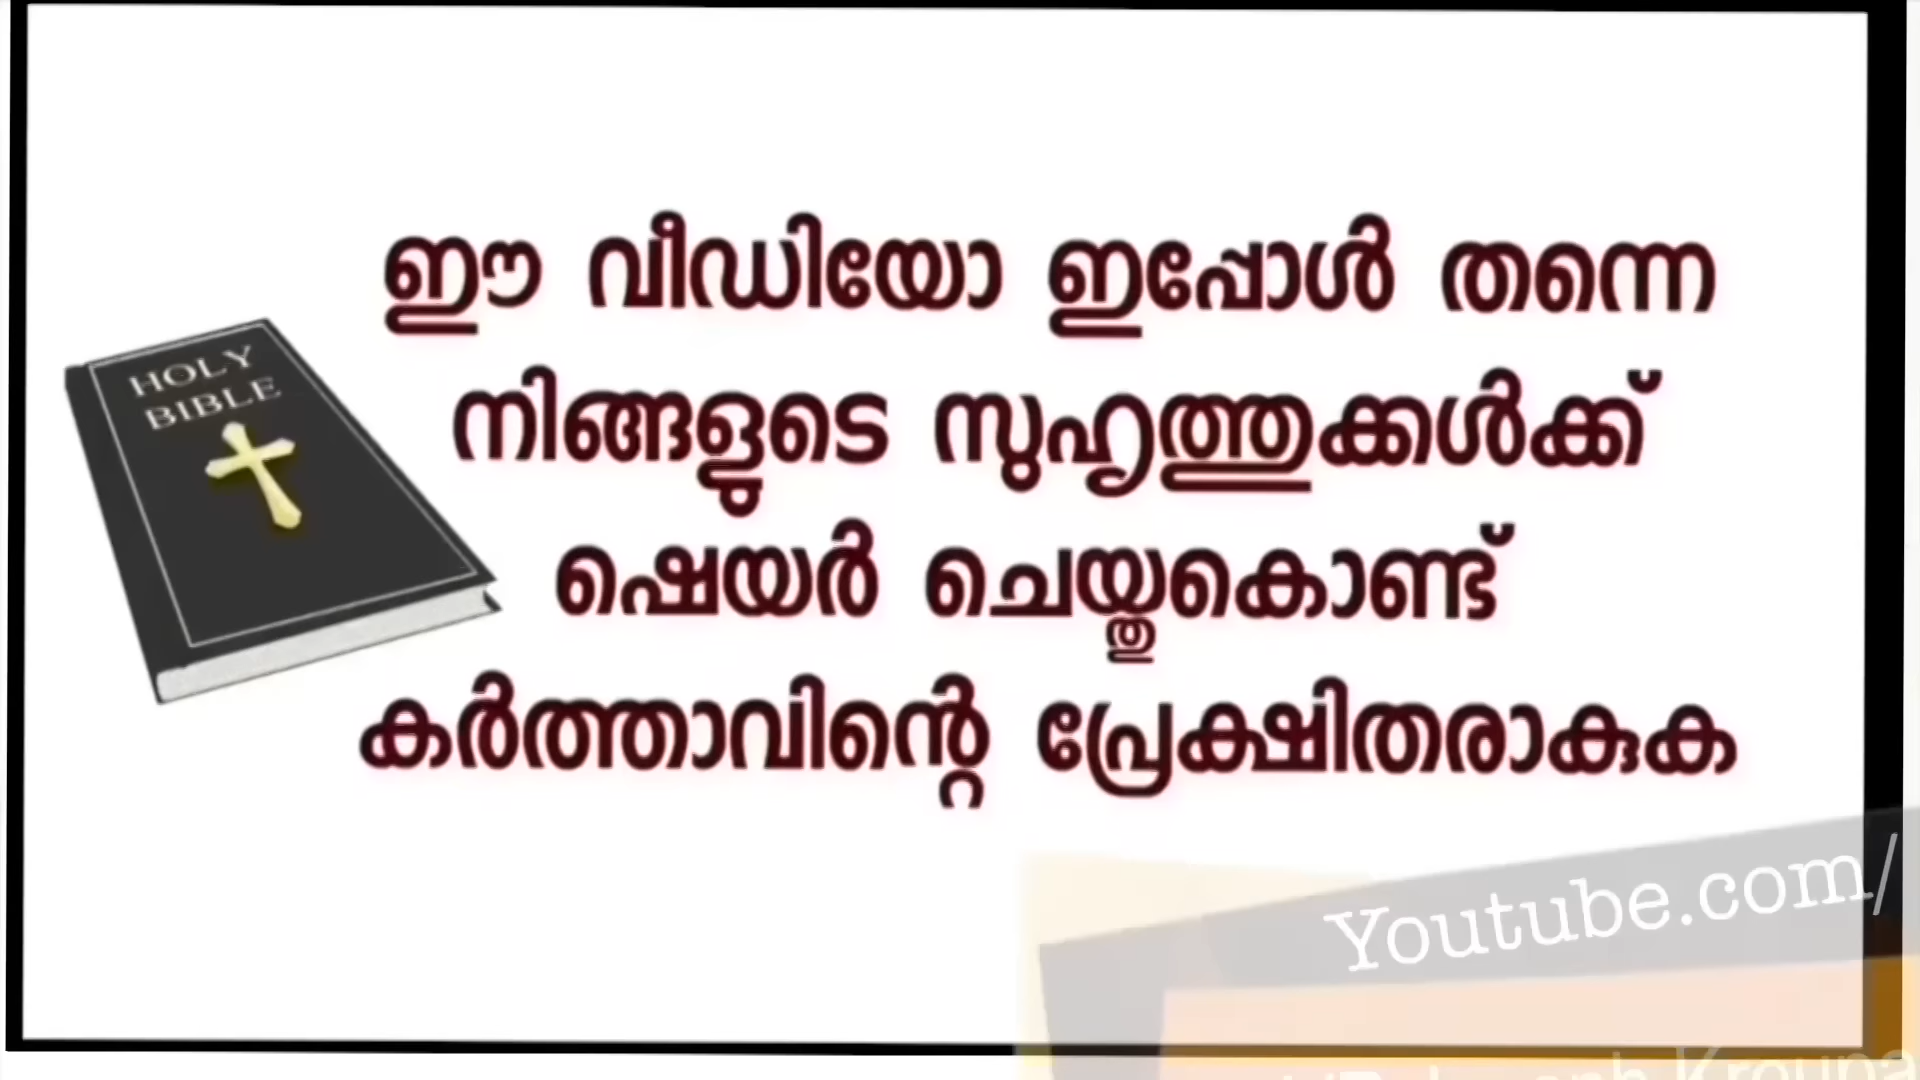 ഈ വീഡിയോ ഇപ്പോൾ തന്നെ
HOLY
BIBLE
നിങ്ങളുടെ സുഹൃത്തുക്കൾക്ക്
ഷെയർ ചെയ്തുകൊണ്ട്
കർത്താവിന്റെ പ്രേക്ഷിതരാകുക
Youtube.com/